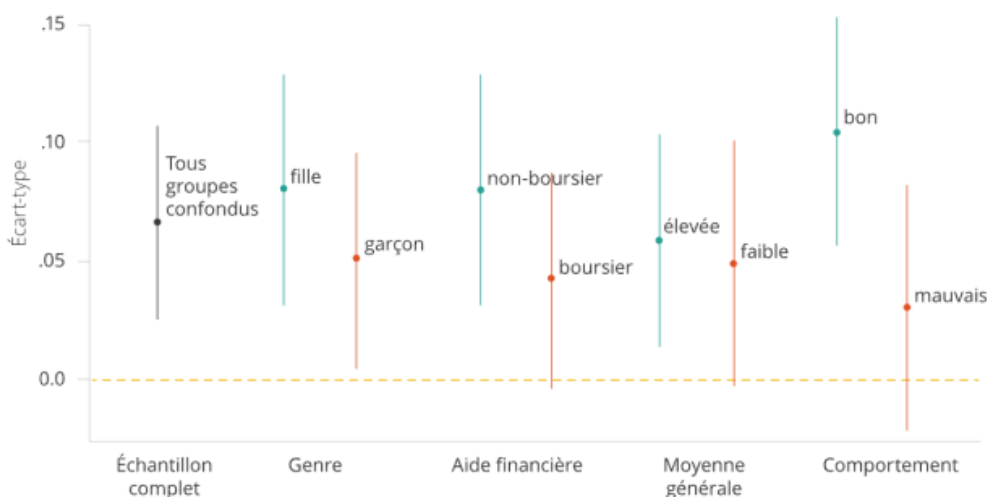 .15
.10
.05
0.0
Écart-type
Tous
groupes
confondus
fille
garçon
non-boursier
boursier
élevée
faible
bon
mauvais
Échantillon
complet
Genre
Aide financière
Moyenne
générale
Comportement